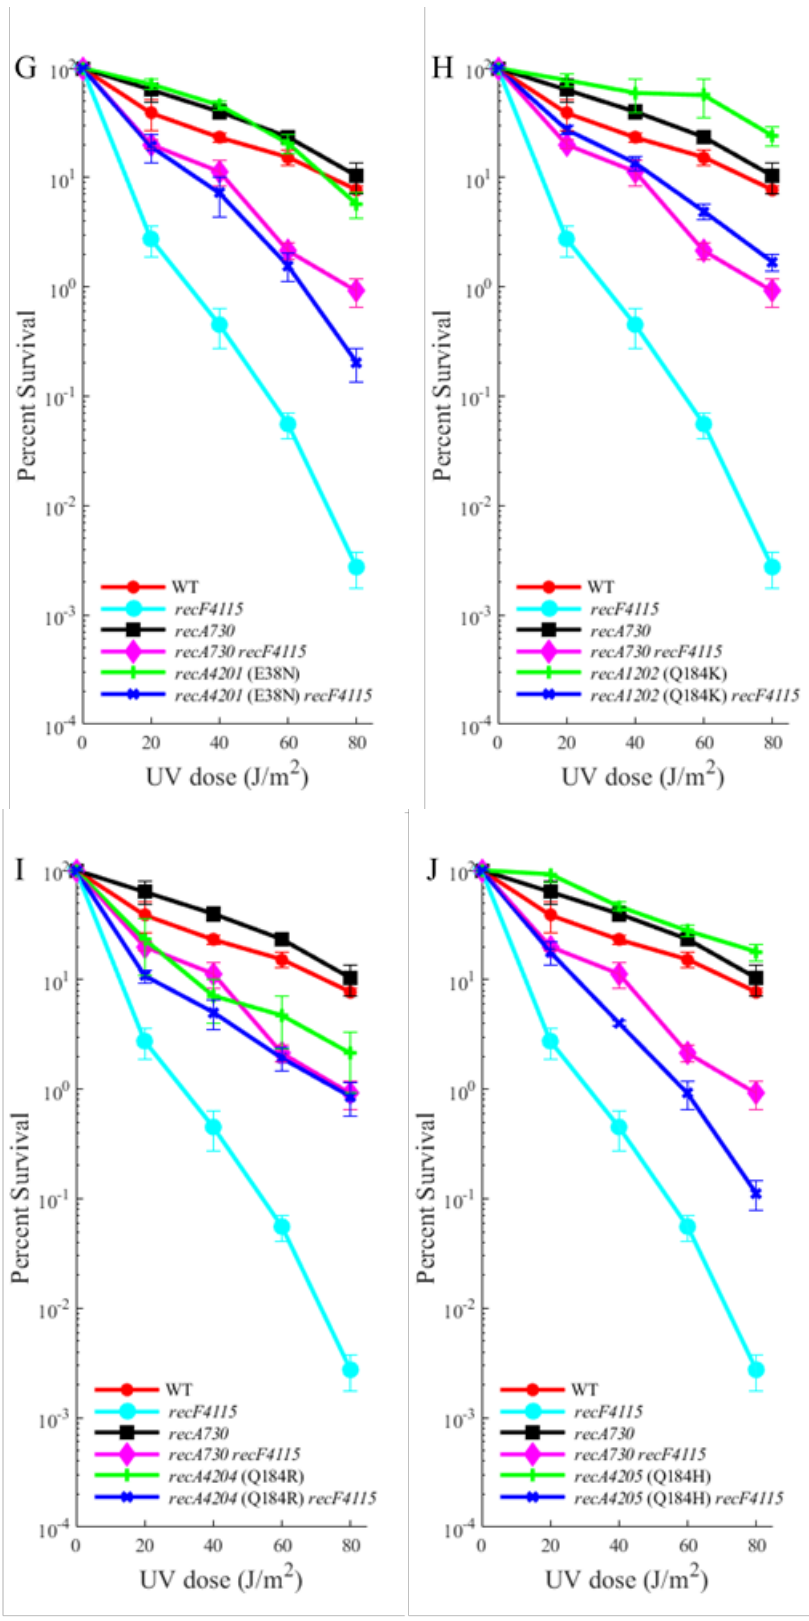 G
Percent Survival
10²
10¹
10⁰
10⁻¹
10⁻²
10⁻³
10⁻⁴
WT
recF4115
recA730
recA730 recF4115
recA4201 (E38N)
recA4201 (E38N) recF4115
0 20 40 60 80
UV dose (J/m²)
H
Percent Survival
10²
10¹
10⁰
10⁻¹
10⁻²
10⁻³
10⁻⁴
WT
recF4115
recA730
recA730 recF4115
recA1202 (Q184K)
recA1202 (Q184K) recF4115
0 20 40 60 80
UV dose (J/m²)
I
Percent Survival
10²
10¹
10⁰
10⁻¹
10⁻²
10⁻³
10⁻⁴
WT
recF4115
recA730
recA730 recF4115
recA4204 (Q184R)
recA4204 (Q184R) recF4115
0 20 40 60 80
UV dose (J/m²)
J
Percent Survival
10²
10¹
10⁰
10⁻¹
10⁻²
10⁻³
10⁻⁴
WT
recF4115
recA730
recA730 recF4115
recA4205 (Q184H)
recA4205 (Q184H) recF4115
0 20 40 60 80
UV dose (J/m²)